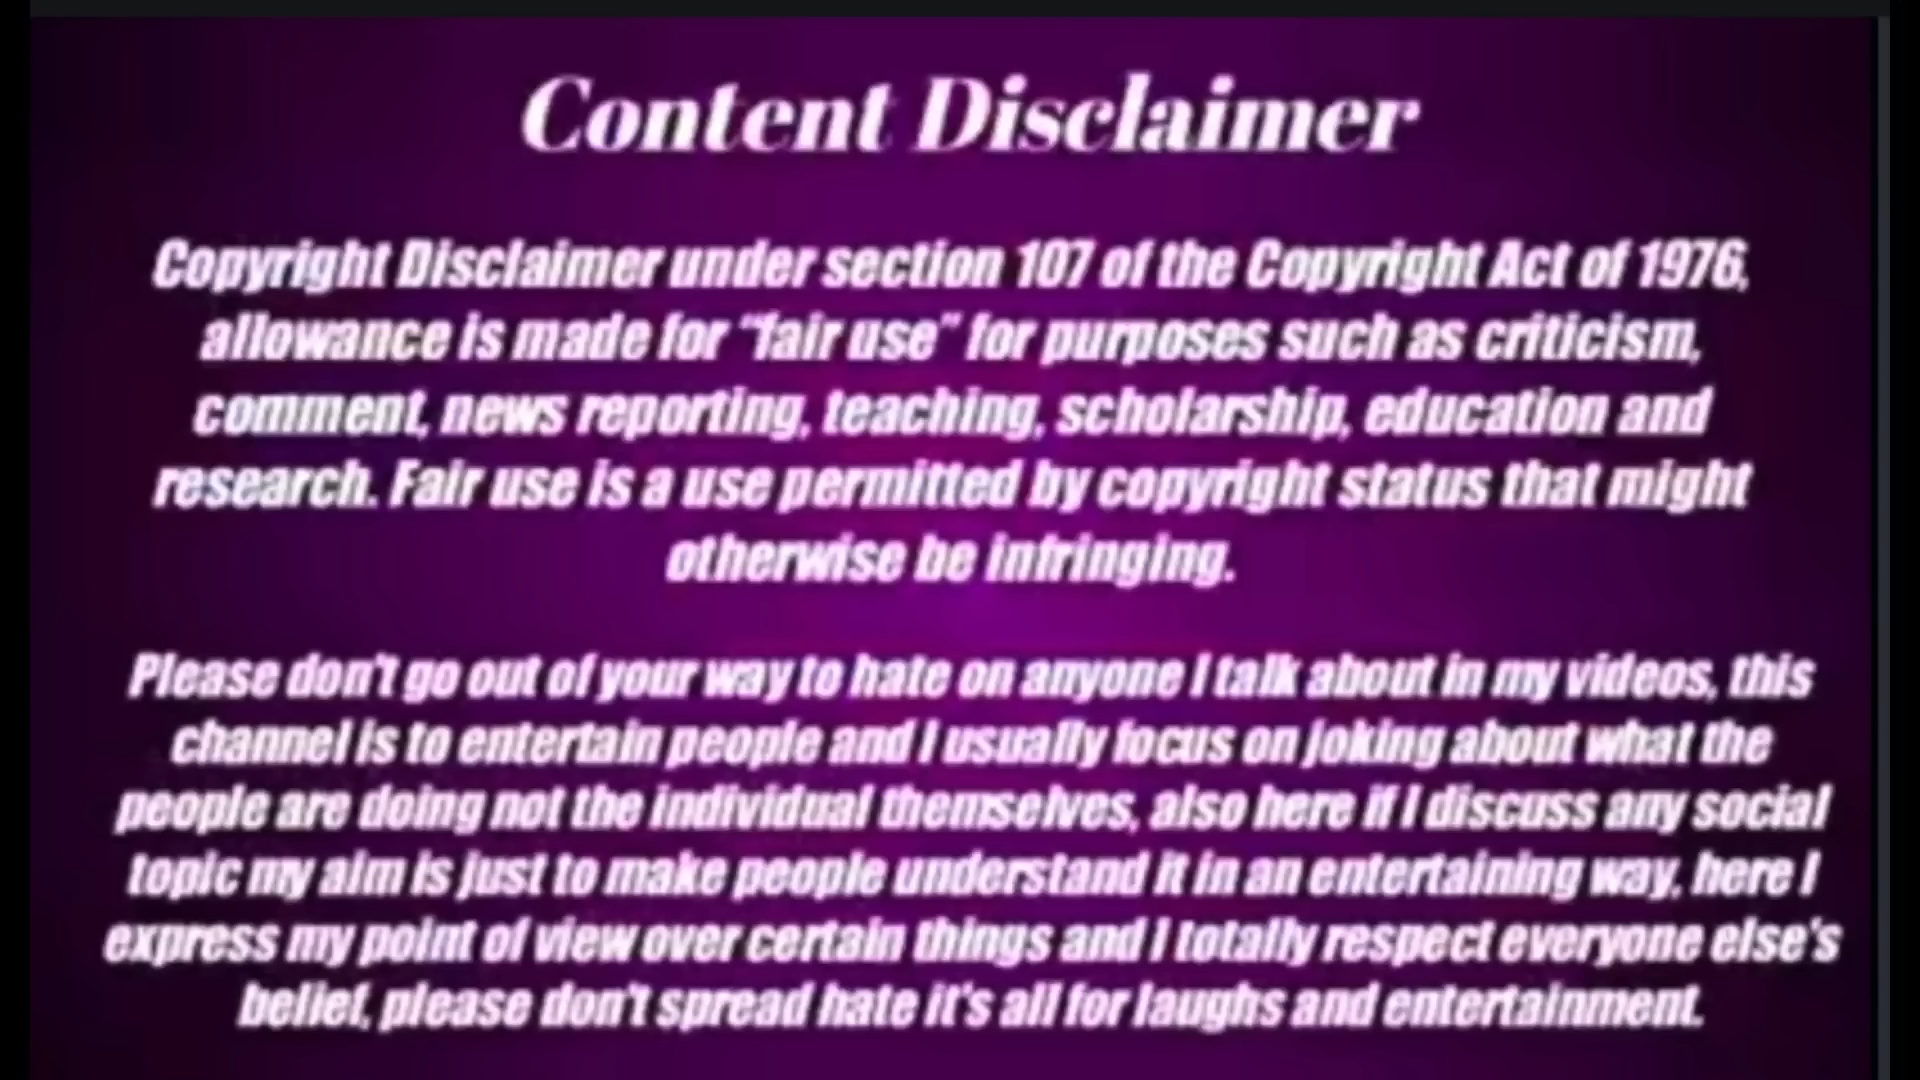 Content Disclaimer
Copyright Disclaimer under section 107 of the Copyright Act of 1976,
allowance is made for “fair use” for purposes such as criticism,
comment, news reporting, teaching, scholarship, education and
research. Fair use is a use permitted by copyright status that might
otherwise be infringing.
Please don't go out of your way to hate on anyone I talk about in my videos, this
channel is to entertain people and I usually focus on joking about what the
people are doing not the individual themselves, also here if I discuss any social
topic my aim is just to make people understand it in an entertaining way, here I
express my point of view over certain things and I totally respect everyone else's
belief, please don't spread hate it's all for laughs and entertainment.